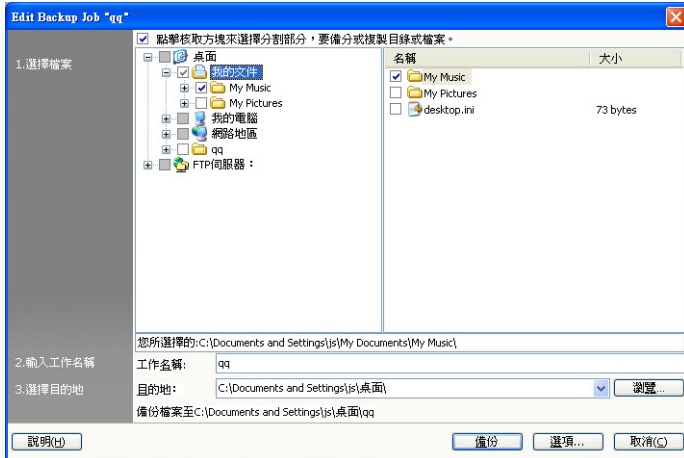 Edit Backup Job "qq"
點擊核取方塊來選擇分割部分，要備分或複製目錄或檔案。
1.選擇檔案
桌面
我的文件
My Music
My Pictures
我的電腦
網路地區
qq
FTP伺服器：
名稱 大小
My Music
My Pictures
desktop.ini 73 bytes
您所選擇的:C:\Documents and Settings\js\My Documents\My Music\
2.輸入工作名稱 工作名稱: qq
3.選擇目的地 目的地: C:\Documents and Settings\js\桌面\ 瀏覽...
備份檔案至C:\Documents and Settings\js\桌面\qq
說明(H) 備份 選項... 取消(C)